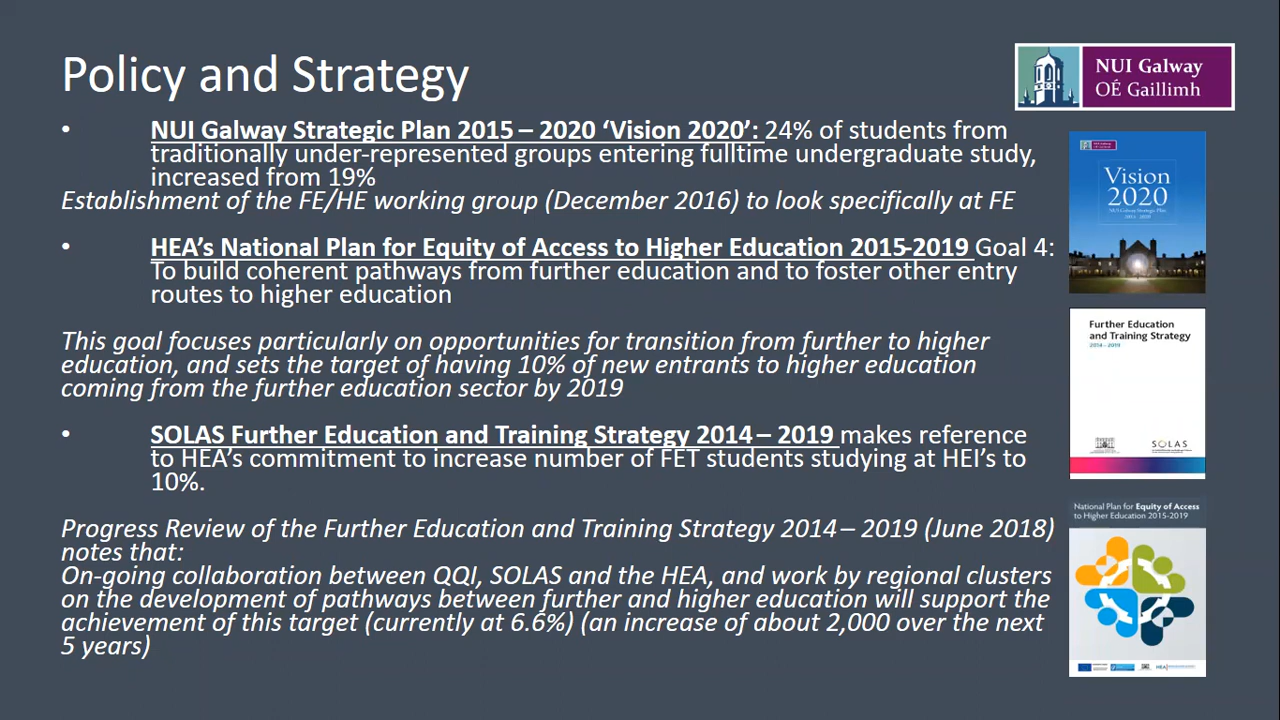 Policy and Strategy
NUI Galway
OÉ Gaillimh
• NUI Galway Strategic Plan 2015 – 2020 ‘Vision 2020’: 24% of students from
traditionally under-represented groups entering fulltime undergraduate study,
increased from 19%
Establishment of the FE/HE working group (December 2016) to look specifically at FE
• HEA’s National Plan for Equity of Access to Higher Education 2015-2019 Goal 4:
To build coherent pathways from further education and to foster other entry
routes to higher education
This goal focuses particularly on opportunities for transition from further to higher
education, and sets the target of having 10% of new entrants to higher education
coming from the further education sector by 2019
• SOLAS Further Education and Training Strategy 2014 – 2019 makes reference
to HEA’s commitment to increase number of FET students studying at HEI’s to
10%.
Progress Review of the Further Education and Training Strategy 2014 – 2019 (June 2018)
notes that:
On-going collaboration between QQI, SOLAS and the HEA, and work by regional clusters
on the development of pathways between further and higher education will support the
achievement of this target (currently at 6.6%) (an increase of about 2,000 over the next
5 years)
Vision
2020
NUI Galway Strategic Plan
2015 - 2020
Further Education
and Training Strategy
2014 - 2019
SOLAS
National Plan for Equity of Access
to Higher Education 2015-2019
HEA